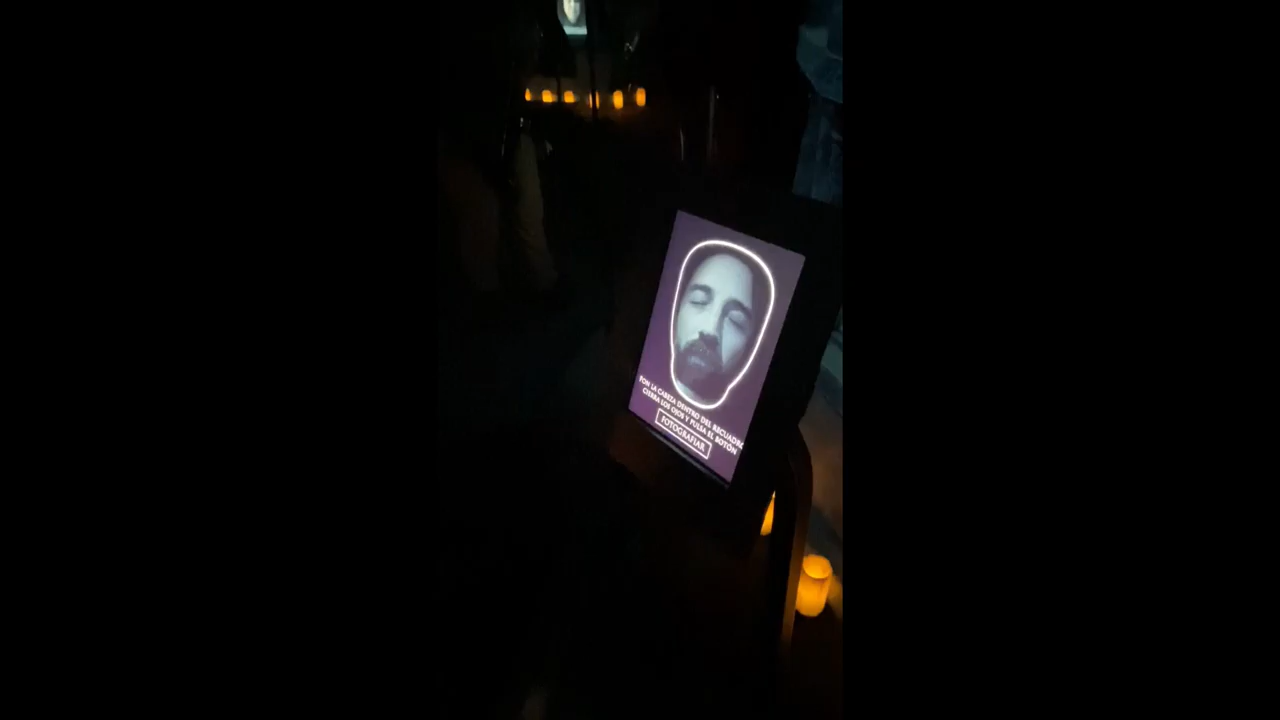 PON LA CABEZA DENTRO DEL RECUADRO
CIERRA LOS OJOS Y PULSA EL BOTÓN
FOTOGRAFIAR